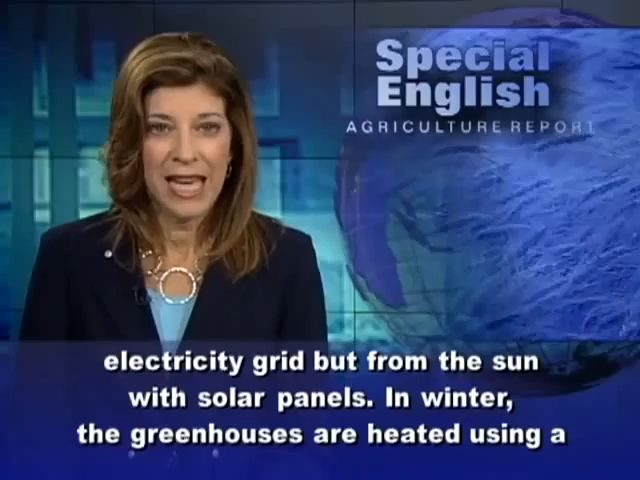 Special
English
AGRICULTURE REPORT
electricity grid but from the sun
with solar panels. In winter,
the greenhouses are heated using a